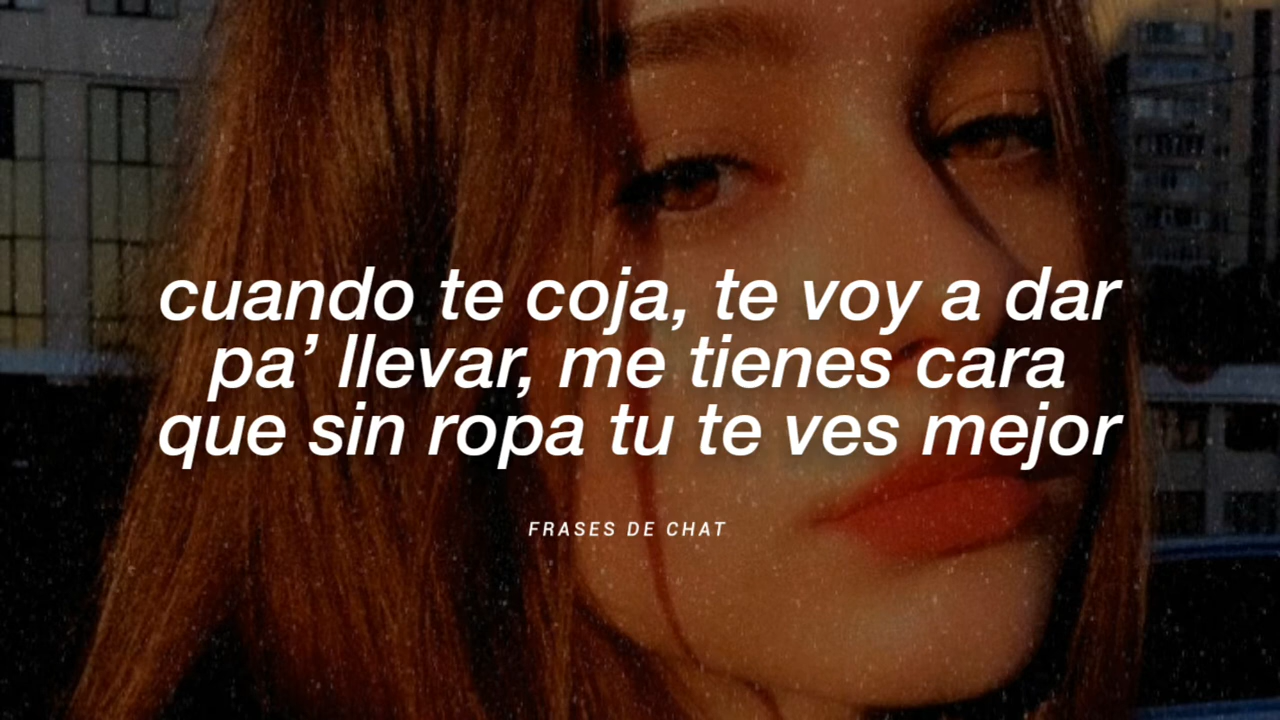 cuando te coja, te voy a dar
pa’ llevar, me tienes cara
que sin ropa tu te ves mejor
FRASES DE CHAT